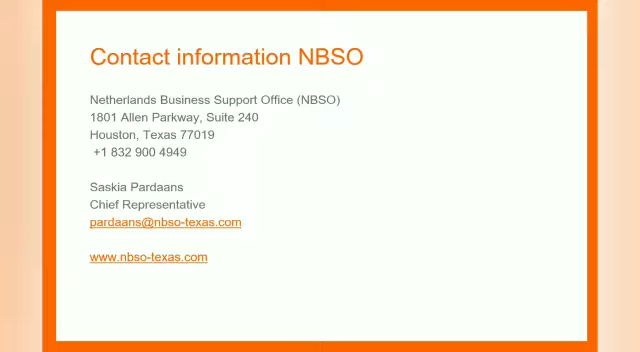 Contact information NBSO
Netherlands Business Support Office (NBSO)
1801 Allen Parkway, Suite 240
Houston, Texas 77019
+1 832 900 4949
Saskia Pardaans
Chief Representative
pardaans@nbso-texas.com
www.nbso-texas.com